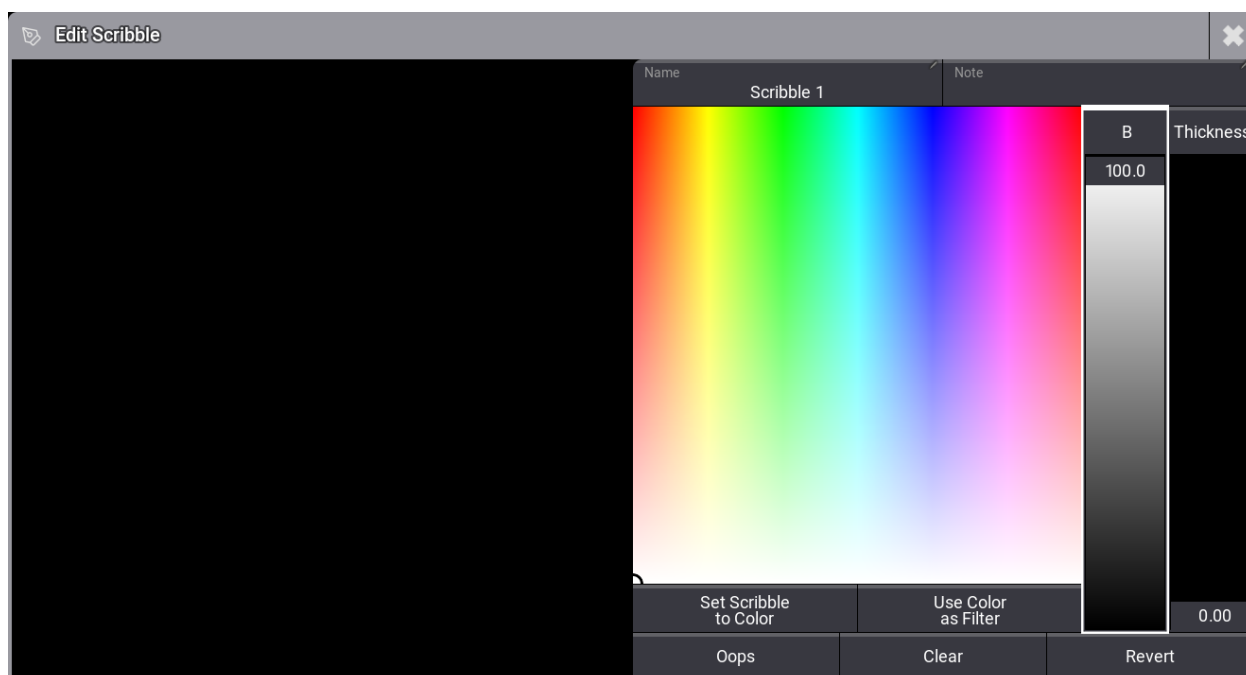 Edit Scribble
Name
Note
Scribble 1
B
Thickness
100.0
Set Scribble
to Color
Use Color
as Filter
0.00
Oops
Clear
Revert